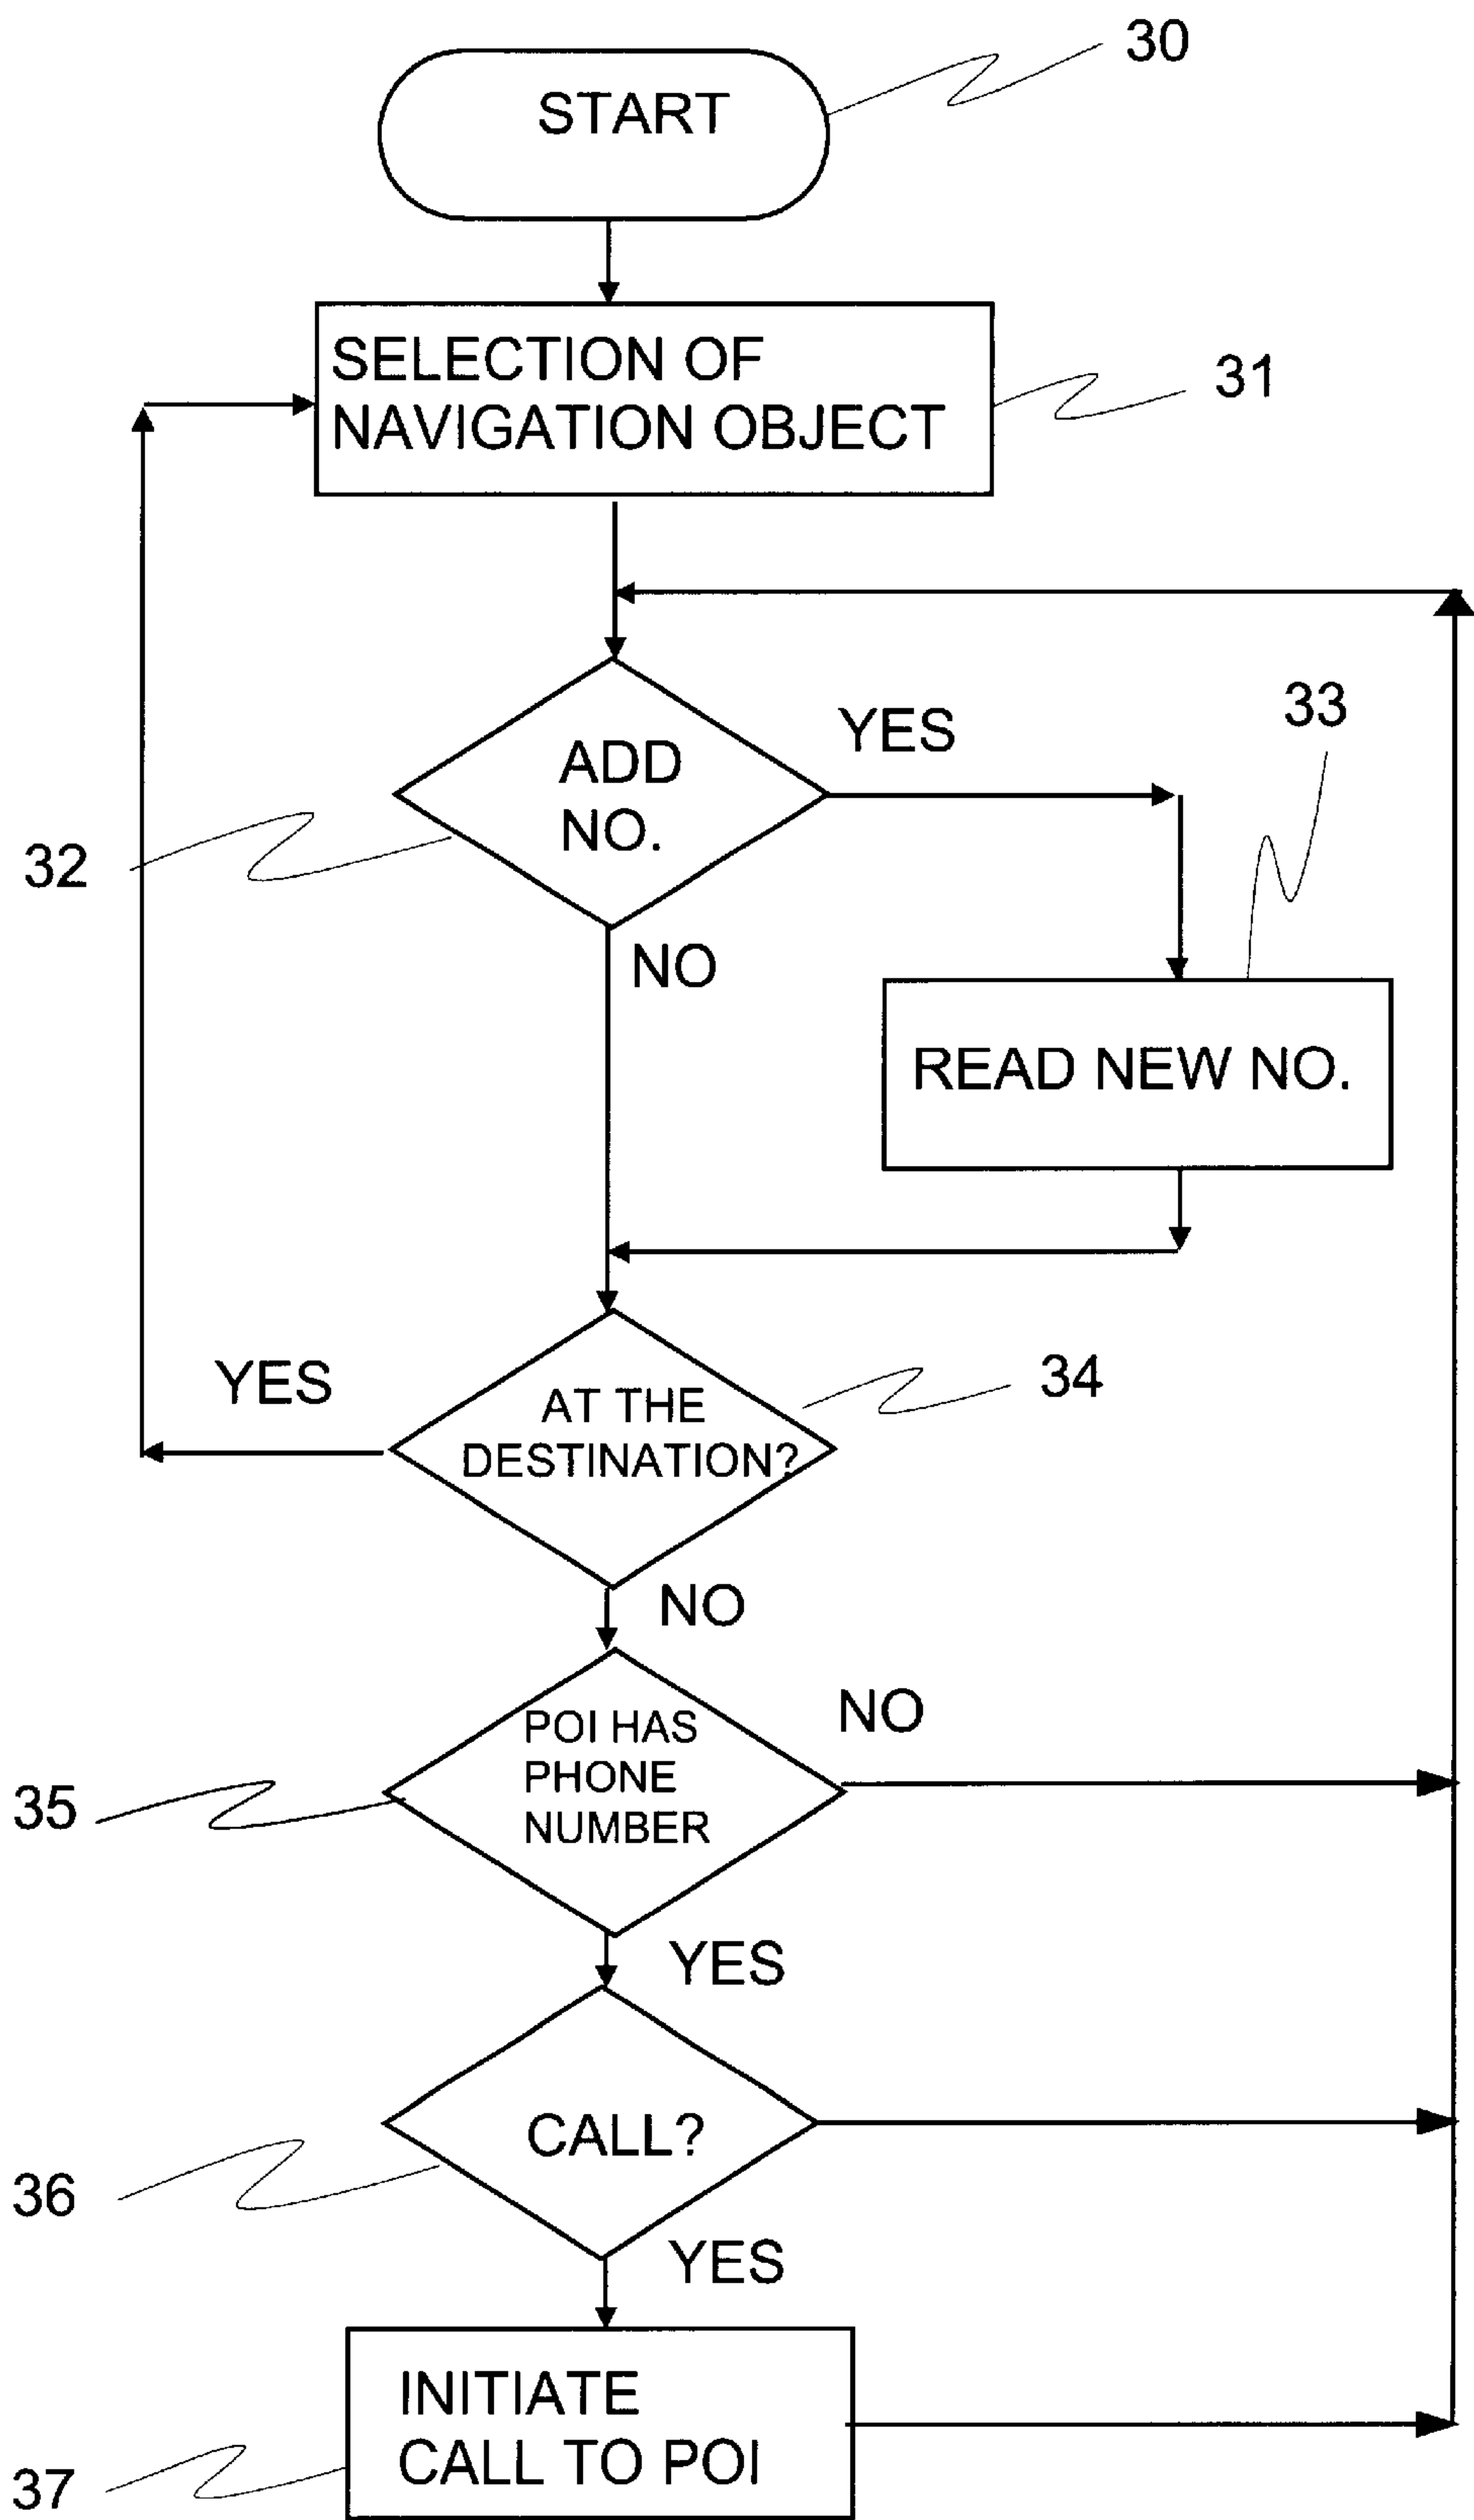 30
START
SELECTION OF
NAVIGATION OBJECT
31
ADD
NO.
YES
33
32
NO
READ NEW NO.
YES
AT THE
DESTINATION?
34
NO
POI HAS
PHONE
NUMBER
NO
35
YES
CALL?
36
YES
INITIATE
CALL TO POI
37